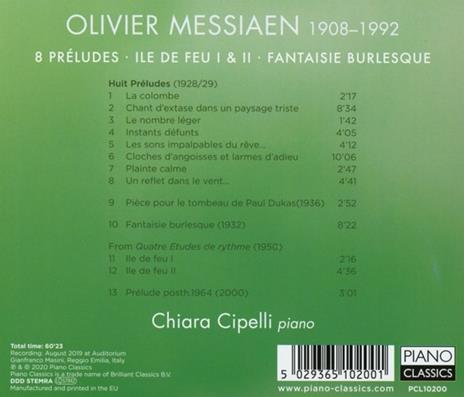 OLIVIER MESSIAEN 1908–1992
8 PRÉLUDES · ILE DE FEU I & II · FANTAISIE BURLESQUE
Huit Préludes (1928/29)
1 La colombe 2'17
2 Chant d'extase dans un paysage triste 8'34
3 Le nombre léger 1'42
4 Instants défunts 4'05
5 Les sons impalpables du rêve... 4'12
6 Cloches d'angoisses et larmes d'adieu 10'06
7 Plainte calme 2'47
8 Un reflet dans le vent... 4'41
9 Pièce pour le tombeau de Paul Dukas(1936) 2'52
10 Fantaisie burlesque (1932) 8'22
From Quatre Etudes de rythme (1950)
11 Ile de feu I 2'16
12 Ile de feu II 4'36
13 Prélude posth.1964 (2000) 3'01
Chiara Cipelli piano
Total time: 60'23
Recording: August 2019 at Auditorium
Gianfranco Masini, Reggio Emilia, Italy
℗ & © 2020 Piano Classics
Piano Classics is a trade name of Brilliant Classics B.V.
DDD STEMRA
Manufactured and printed in the EU
5 029365 102001
www.piano-classics.com
PIANO
CLASSICS
PCL10200